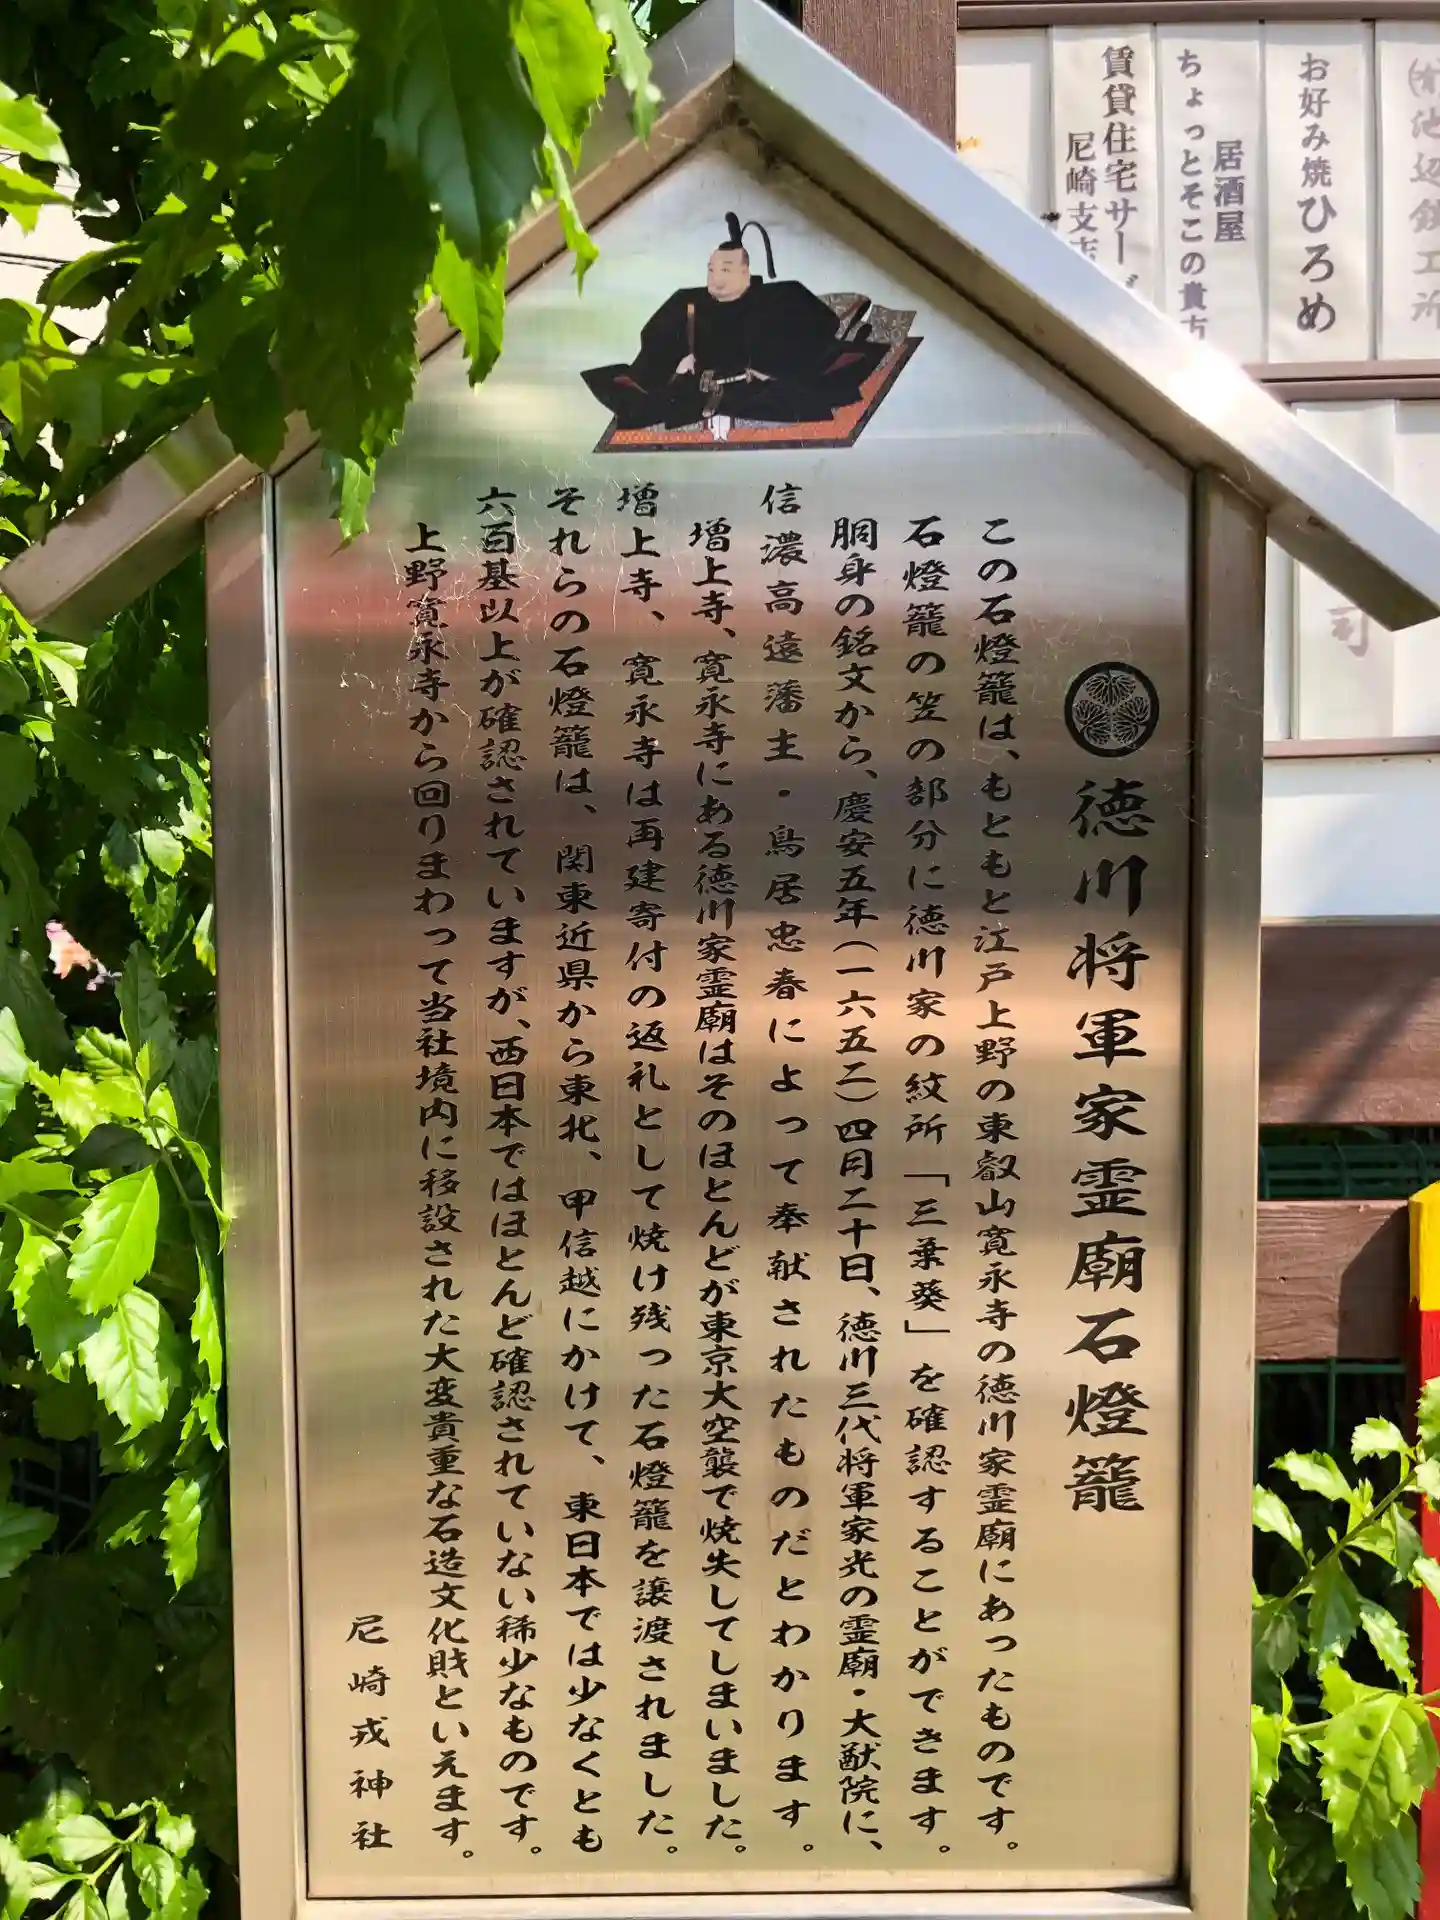 徳川将軍家霊廟石燈籠
この石燈籠は、もともと江戸上野の東叡山寛永寺の徳川家霊廟にあったものです。
石燈籠の笠の部分に徳川家の紋所「三葉葵」を確認することができます。
胴身の銘文から、慶安五年(一六五二)四月二十日、徳川三代将軍家光の霊廟・大猷院に、
信濃高遠藩主・鳥居忠春によって奉献されたものだとわかります。
増上寺、寛永寺にある徳川家霊廟はそのほとんどが東京大空襲で焼失してしまいました。
増上寺、寛永寺は再建寄付の返礼として焼け残った石燈籠を譲渡されました。
それらの石燈籠は、関東近県から東北、甲信越にかけて、東日本では少なくとも
六百基以上が確認されていますが、西日本ではほとんど確認されていない稀少なものです。
上野寛永寺から回りまわって当社境内に移設された大変貴重な石造文化財といえます。
尼崎戎神社
㈲池辺鉄工所
お好み焼ひろめ
居酒屋
ちょっとそこの貴方
賃貸住宅サー
尼崎支店
司